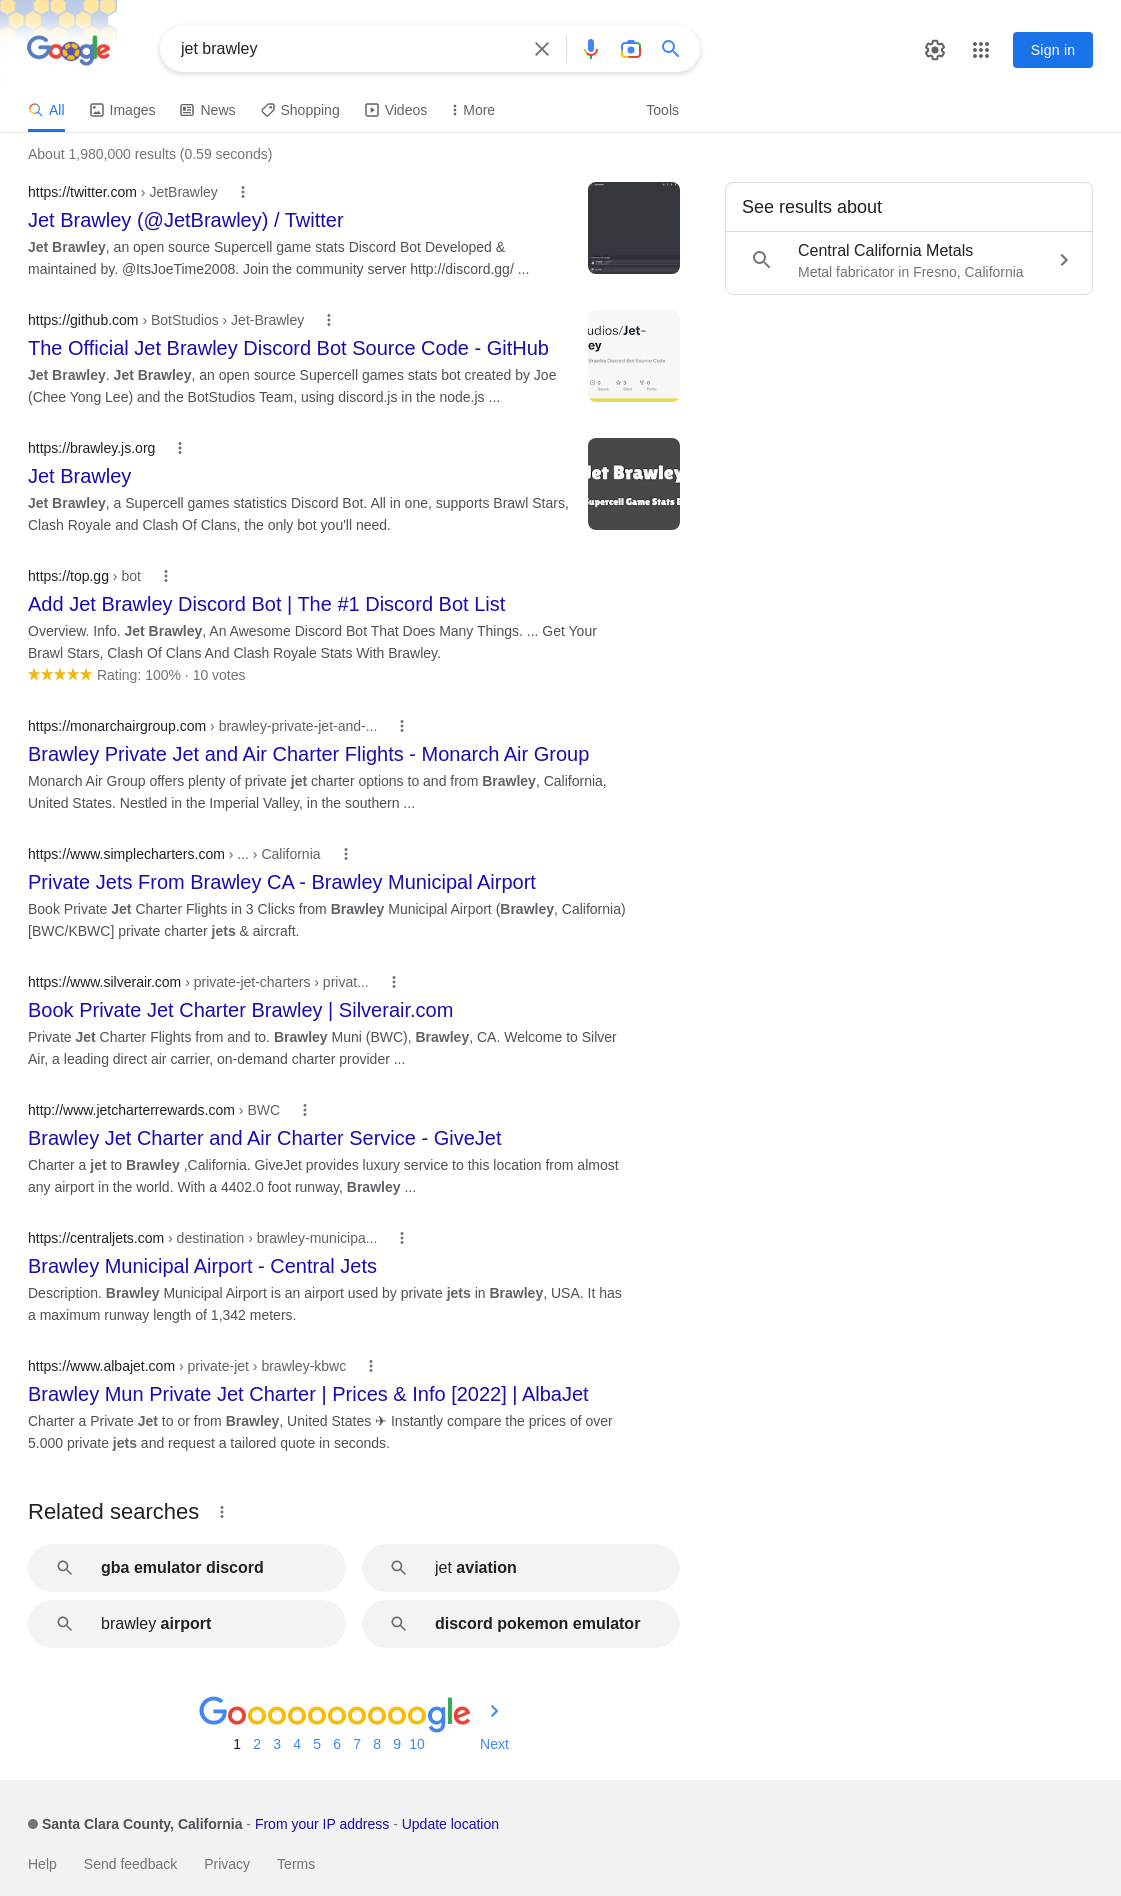 Google
jet brawley
Sign in
All
Images
News
Shopping
Videos
More
Tools
About 1,980,000 results (0.59 seconds)
https://twitter.com › JetBrawley
Jet Brawley (@JetBrawley) / Twitter
Jet Brawley, an open source Supercell game stats Discord Bot Developed &
maintained by. @ItsJoeTime2008. Join the community server http://discord.gg/ ...
https://github.com › BotStudios › Jet-Brawley
The Official Jet Brawley Discord Bot Source Code - GitHub
Jet Brawley. Jet Brawley, an open source Supercell games stats bot created by Joe
(Chee Yong Lee) and the BotStudios Team, using discord.js in the node.js ...
udios/Jet-
ey
Brawley Discord Bot Source Code
https://brawley.js.org
Jet Brawley
Jet Brawley, a Supercell games statistics Discord Bot. All in one, supports Brawl Stars,
Clash Royale and Clash Of Clans, the only bot you'll need.
Jet Brawley
Supercell Game Stats
https://top.gg › bot
Add Jet Brawley Discord Bot | The #1 Discord Bot List
Overview. Info. Jet Brawley, An Awesome Discord Bot That Does Many Things. ... Get Your
Brawl Stars, Clash Of Clans And Clash Royale Stats With Brawley.
Rating: 100% · 10 votes
https://monarchairgroup.com › brawley-private-jet-and-...
Brawley Private Jet and Air Charter Flights - Monarch Air Group
Monarch Air Group offers plenty of private jet charter options to and from Brawley, California,
United States. Nestled in the Imperial Valley, in the southern ...
https://www.simplecharters.com › ... › California
Private Jets From Brawley CA - Brawley Municipal Airport
Book Private Jet Charter Flights in 3 Clicks from Brawley Municipal Airport (Brawley, California)
[BWC/KBWC] private charter jets & aircraft.
https://www.silverair.com › private-jet-charters › privat...
Book Private Jet Charter Brawley | Silverair.com
Private Jet Charter Flights from and to. Brawley Muni (BWC), Brawley, CA. Welcome to Silver
Air, a leading direct air carrier, on-demand charter provider ...
http://www.jetcharterrewards.com › BWC
Brawley Jet Charter and Air Charter Service - GiveJet
Charter a jet to Brawley ,California. GiveJet provides luxury service to this location from almost
any airport in the world. With a 4402.0 foot runway, Brawley ...
https://centraljets.com › destination › brawley-municipa...
Brawley Municipal Airport - Central Jets
Description. Brawley Municipal Airport is an airport used by private jets in Brawley, USA. It has
a maximum runway length of 1,342 meters.
https://www.albajet.com › private-jet › brawley-kbwc
Brawley Mun Private Jet Charter | Prices & Info [2022] | AlbaJet
Charter a Private Jet to or from Brawley, United States ✈ Instantly compare the prices of over
5.000 private jets and request a tailored quote in seconds.
See results about
Central California Metals
Metal fabricator in Fresno, California
Related searches
gba emulator discord
jet aviation
brawley airport
discord pokemon emulator
Goooooooooogle
1 2 3 4 5 6 7 8 9 10 Next
Santa Clara County, California - From your IP address - Update location
Help
Send feedback
Privacy
Terms